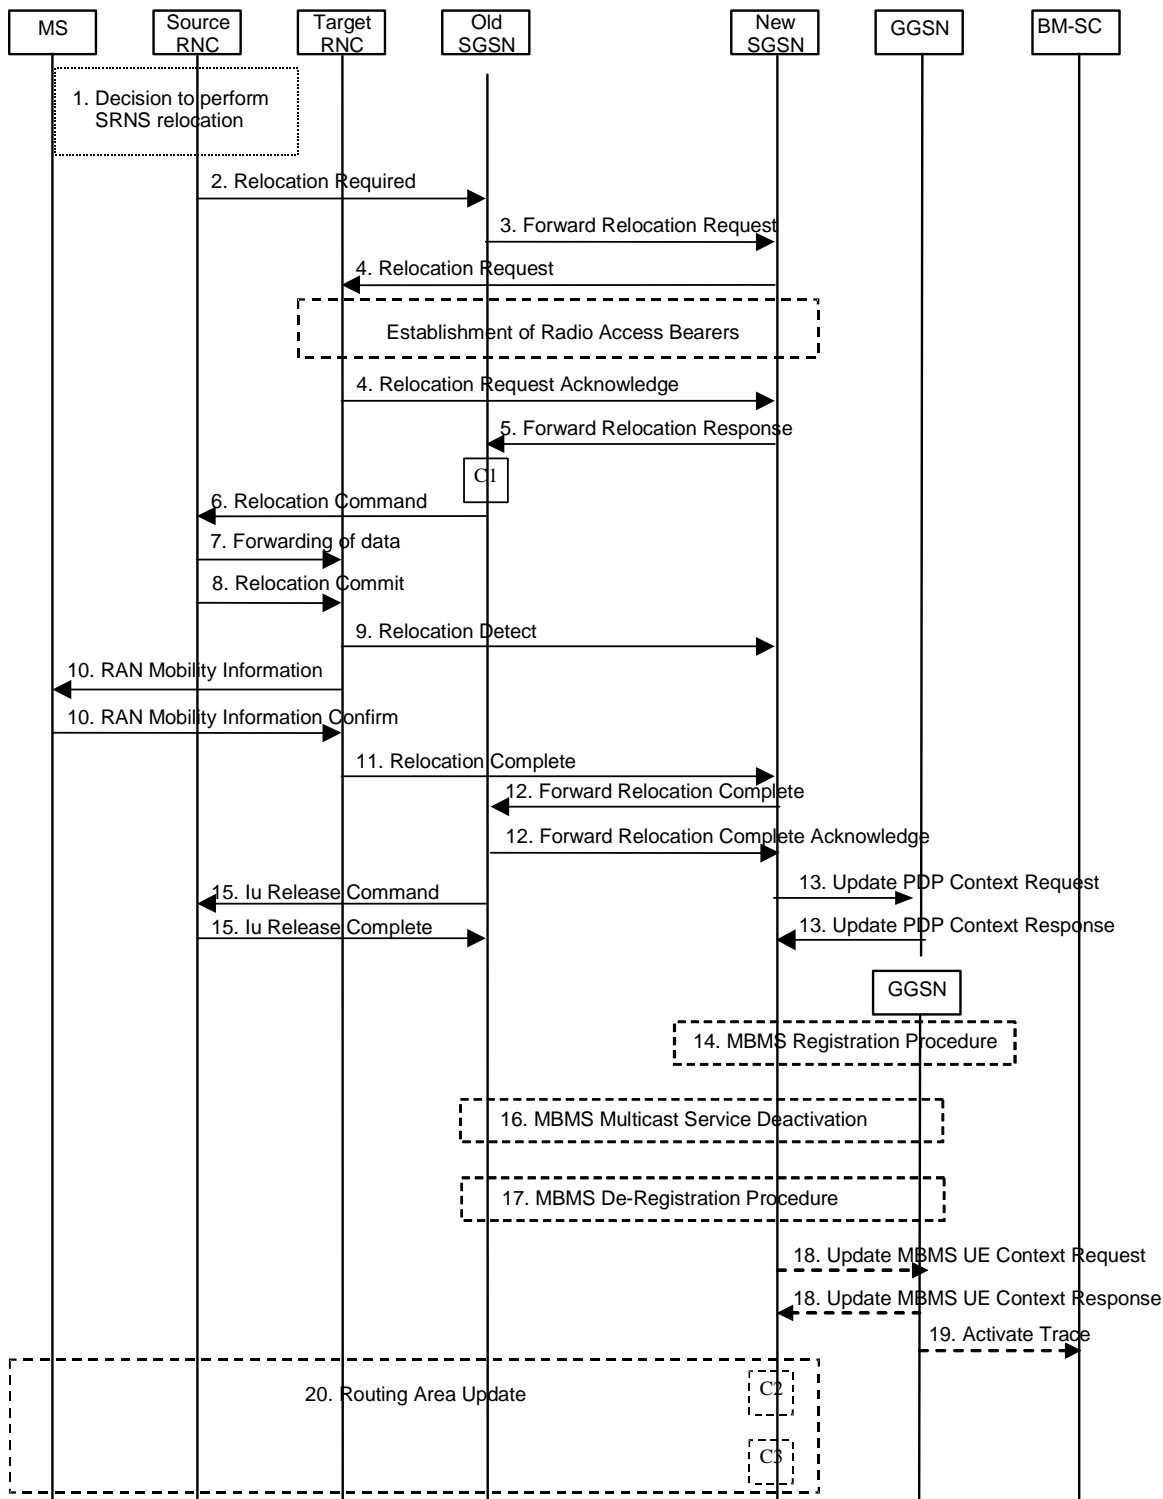 MS
Source
RNC
Target
RNC
Old
SGSN
New
SGSN
GGSN
BM-SC
1. Decision to perform
SRNS relocation
2. Relocation Required
3. Forward Relocation Request
4. Relocation Request
Establishment of Radio Access Bearers
4. Relocation Request Acknowledge
5. Forward Relocation Response
C1
6. Relocation Command
7. Forwarding of data
8. Relocation Commit
9. Relocation Detect
10. RAN Mobility Information
10. RAN Mobility Information Confirm
11. Relocation Complete
12. Forward Relocation Complete
12. Forward Relocation Complete Acknowledge
13. Update PDP Context Request
15. Iu Release Command
13. Update PDP Context Response
15. Iu Release Complete
GGSN
14. MBMS Registration Procedure
16. MBMS Multicast Service Deactivation
17. MBMS De-Registration Procedure
18. Update MBMS UE Context Request
18. Update MBMS UE Context Response
19. Activate Trace
20. Routing Area Update
C2
C3